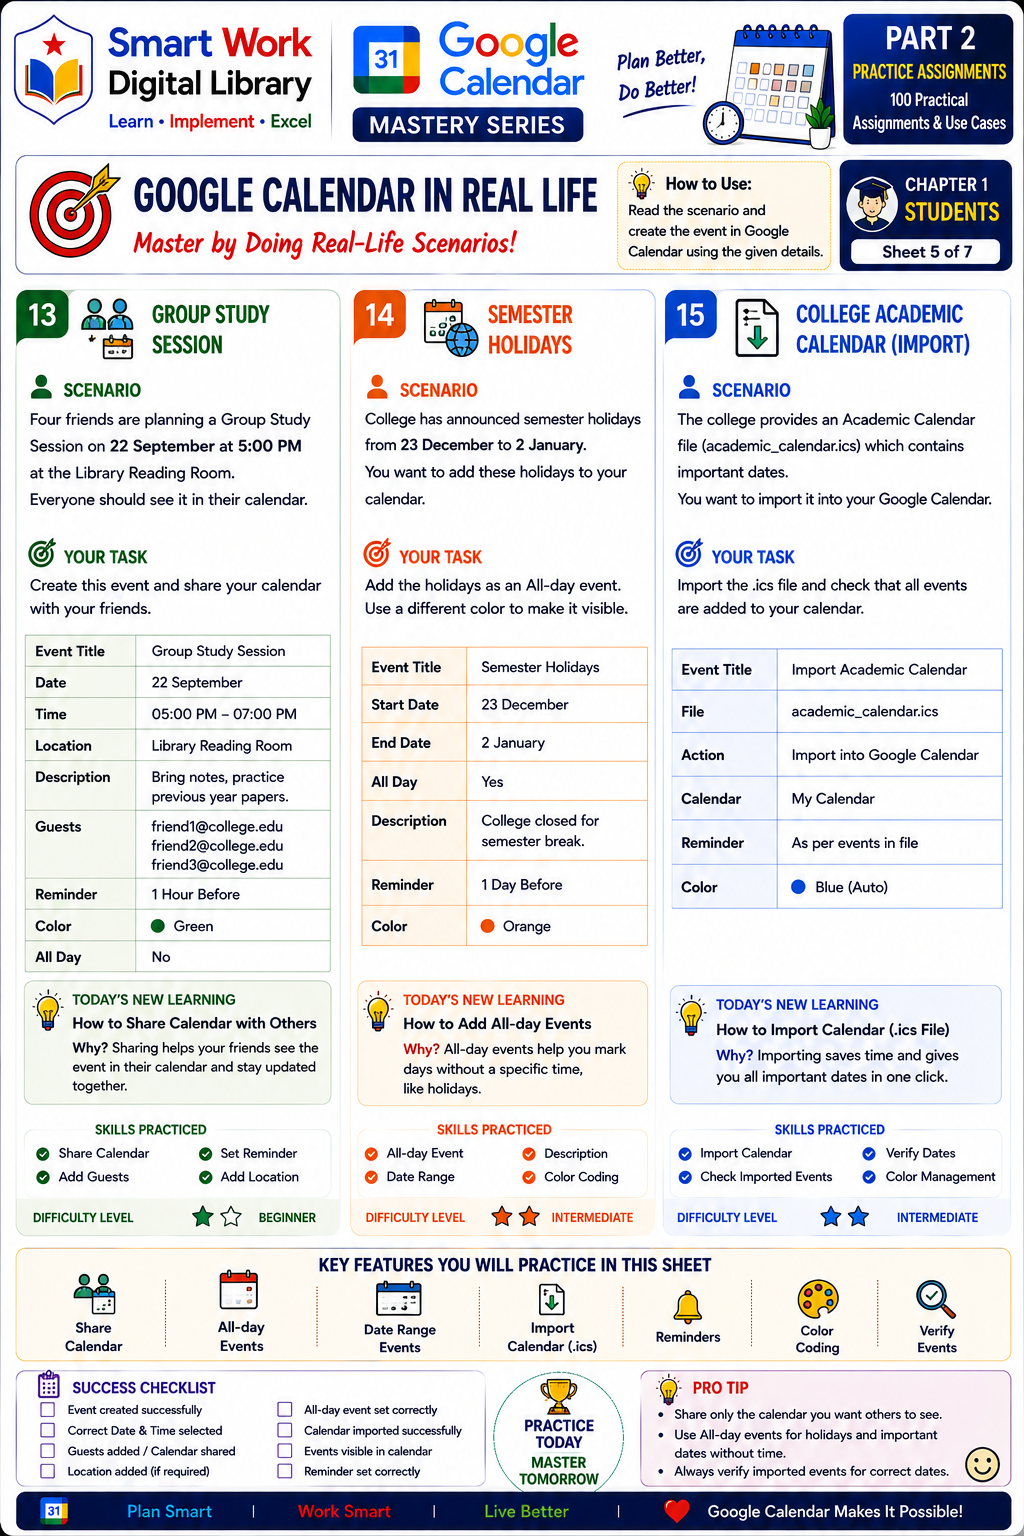 Smart Work
Digital Library
Learn • Implement • Excel
31
Google
Calendar
MASTERY SERIES
Plan Better,
Do Better!
PART 2
PRACTICE ASSIGNMENTS
100 Practical
Assignments & Use Cases
GOOGLE CALENDAR IN REAL LIFE
Master by Doing Real-Life Scenarios!
How to Use:
Read the scenario and
create the event in Google
Calendar using the given details.
CHAPTER 1
STUDENTS
Sheet 5 of 7
13
GROUP STUDY
SESSION
SCENARIO
Four friends are planning a Group Study
Session on 22 September at 5:00 PM
at the Library Reading Room.
Everyone should see it in their calendar.
YOUR TASK
Create this event and share your calendar
with your friends.
Event Title Group Study Session
Date 22 September
Time 05:00 PM – 07:00 PM
Location Library Reading Room
Description Bring notes, practice
previous year papers.
Guests friend1@college.edu
friend2@college.edu
friend3@college.edu
Reminder 1 Hour Before
Color Green
All Day No
TODAY'S NEW LEARNING
How to Share Calendar with Others
Why? Sharing helps your friends see the
event in their calendar and stay updated
together.
SKILLS PRACTICED
Share Calendar Set Reminder
Add Guests Add Location
DIFFICULTY LEVEL BEGINNER
14
SEMESTER
HOLIDAYS
SCENARIO
College has announced semester holidays
from 23 December to 2 January.
You want to add these holidays to your
calendar.
YOUR TASK
Add the holidays as an All-day event.
Use a different color to make it visible.
Event Title Semester Holidays
Start Date 23 December
End Date 2 January
All Day Yes
Description College closed for
semester break.
Reminder 1 Day Before
Color Orange
TODAY'S NEW LEARNING
How to Add All-day Events
Why? All-day events help you mark
days without a specific time,
like holidays.
SKILLS PRACTICED
All-day Event Description
Date Range Color Coding
DIFFICULTY LEVEL INTERMEDIATE
15
COLLEGE ACADEMIC
CALENDAR (IMPORT)
SCENARIO
The college provides an Academic Calendar
file (academic_calendar.ics) which contains
important dates.
You want to import it into your Google Calendar.
YOUR TASK
Import the .ics file and check that all events
are added to your calendar.
Event Title Import Academic Calendar
File academic_calendar.ics
Action Import into Google Calendar
Calendar My Calendar
Reminder As per events in file
Color Blue (Auto)
TODAY'S NEW LEARNING
How to Import Calendar (.ics File)
Why? Importing saves time and gives
you all important dates in one click.
SKILLS PRACTICED
Import Calendar Verify Dates
Check Imported Events Color Management
DIFFICULTY LEVEL INTERMEDIATE
KEY FEATURES YOU WILL PRACTICE IN THIS SHEET
Share
Calendar
All-day
Events
Date Range
Events
Import
Calendar (.ics)
Reminders
Color
Coding
Verify
Events
SUCCESS CHECKLIST
Event created successfully
Correct Date & Time selected
Guests added / Calendar shared
Location added (if required)
All-day event set correctly
Calendar imported successfully
Events visible in calendar
Reminder set correctly
PRACTICE
TODAY
MASTER
TOMORROW
PRO TIP
• Share only the calendar you want others to see.
• Use All-day events for holidays and important
dates without time.
• Always verify imported events for correct dates.
31
Plan Smart | Work Smart | Live Better | Google Calendar Makes It Possible!